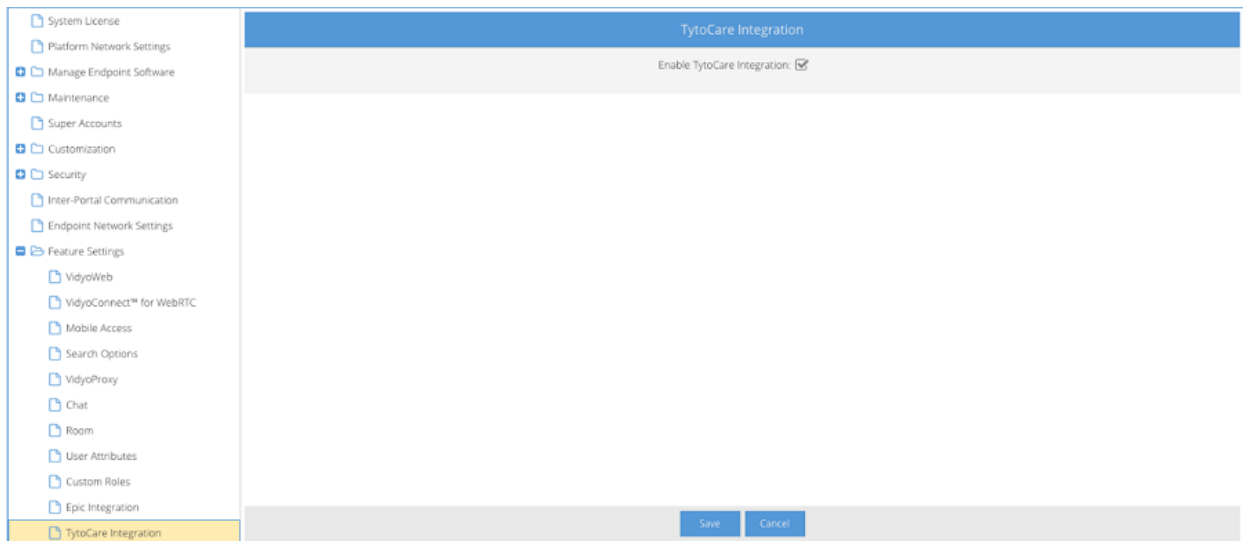 System License
Platform Network Settings
Manage Endpoint Software
Maintenance
Super Accounts
Customization
Security
Inter-Portal Communication
Endpoint Network Settings
Feature Settings
VidyoWeb
VidyoConnect™ for WebRTC
Mobile Access
Search Options
VidyoProxy
Chat
Room
User Attributes
Custom Roles
Epic Integration
TytoCare Integration
TytoCare Integration
Enable TytoCare Integration:
Save Cancel